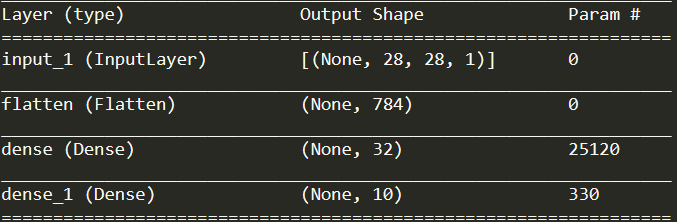 Layer (type) Output Shape Param #
=================================================================
input_1 (InputLayer) [(None, 28, 28, 1)] 0
_________________________________________________________________
flatten (Flatten) (None, 784) 0
_________________________________________________________________
dense (Dense) (None, 32) 25120
_________________________________________________________________
dense_1 (Dense) (None, 10) 330
=================================================================